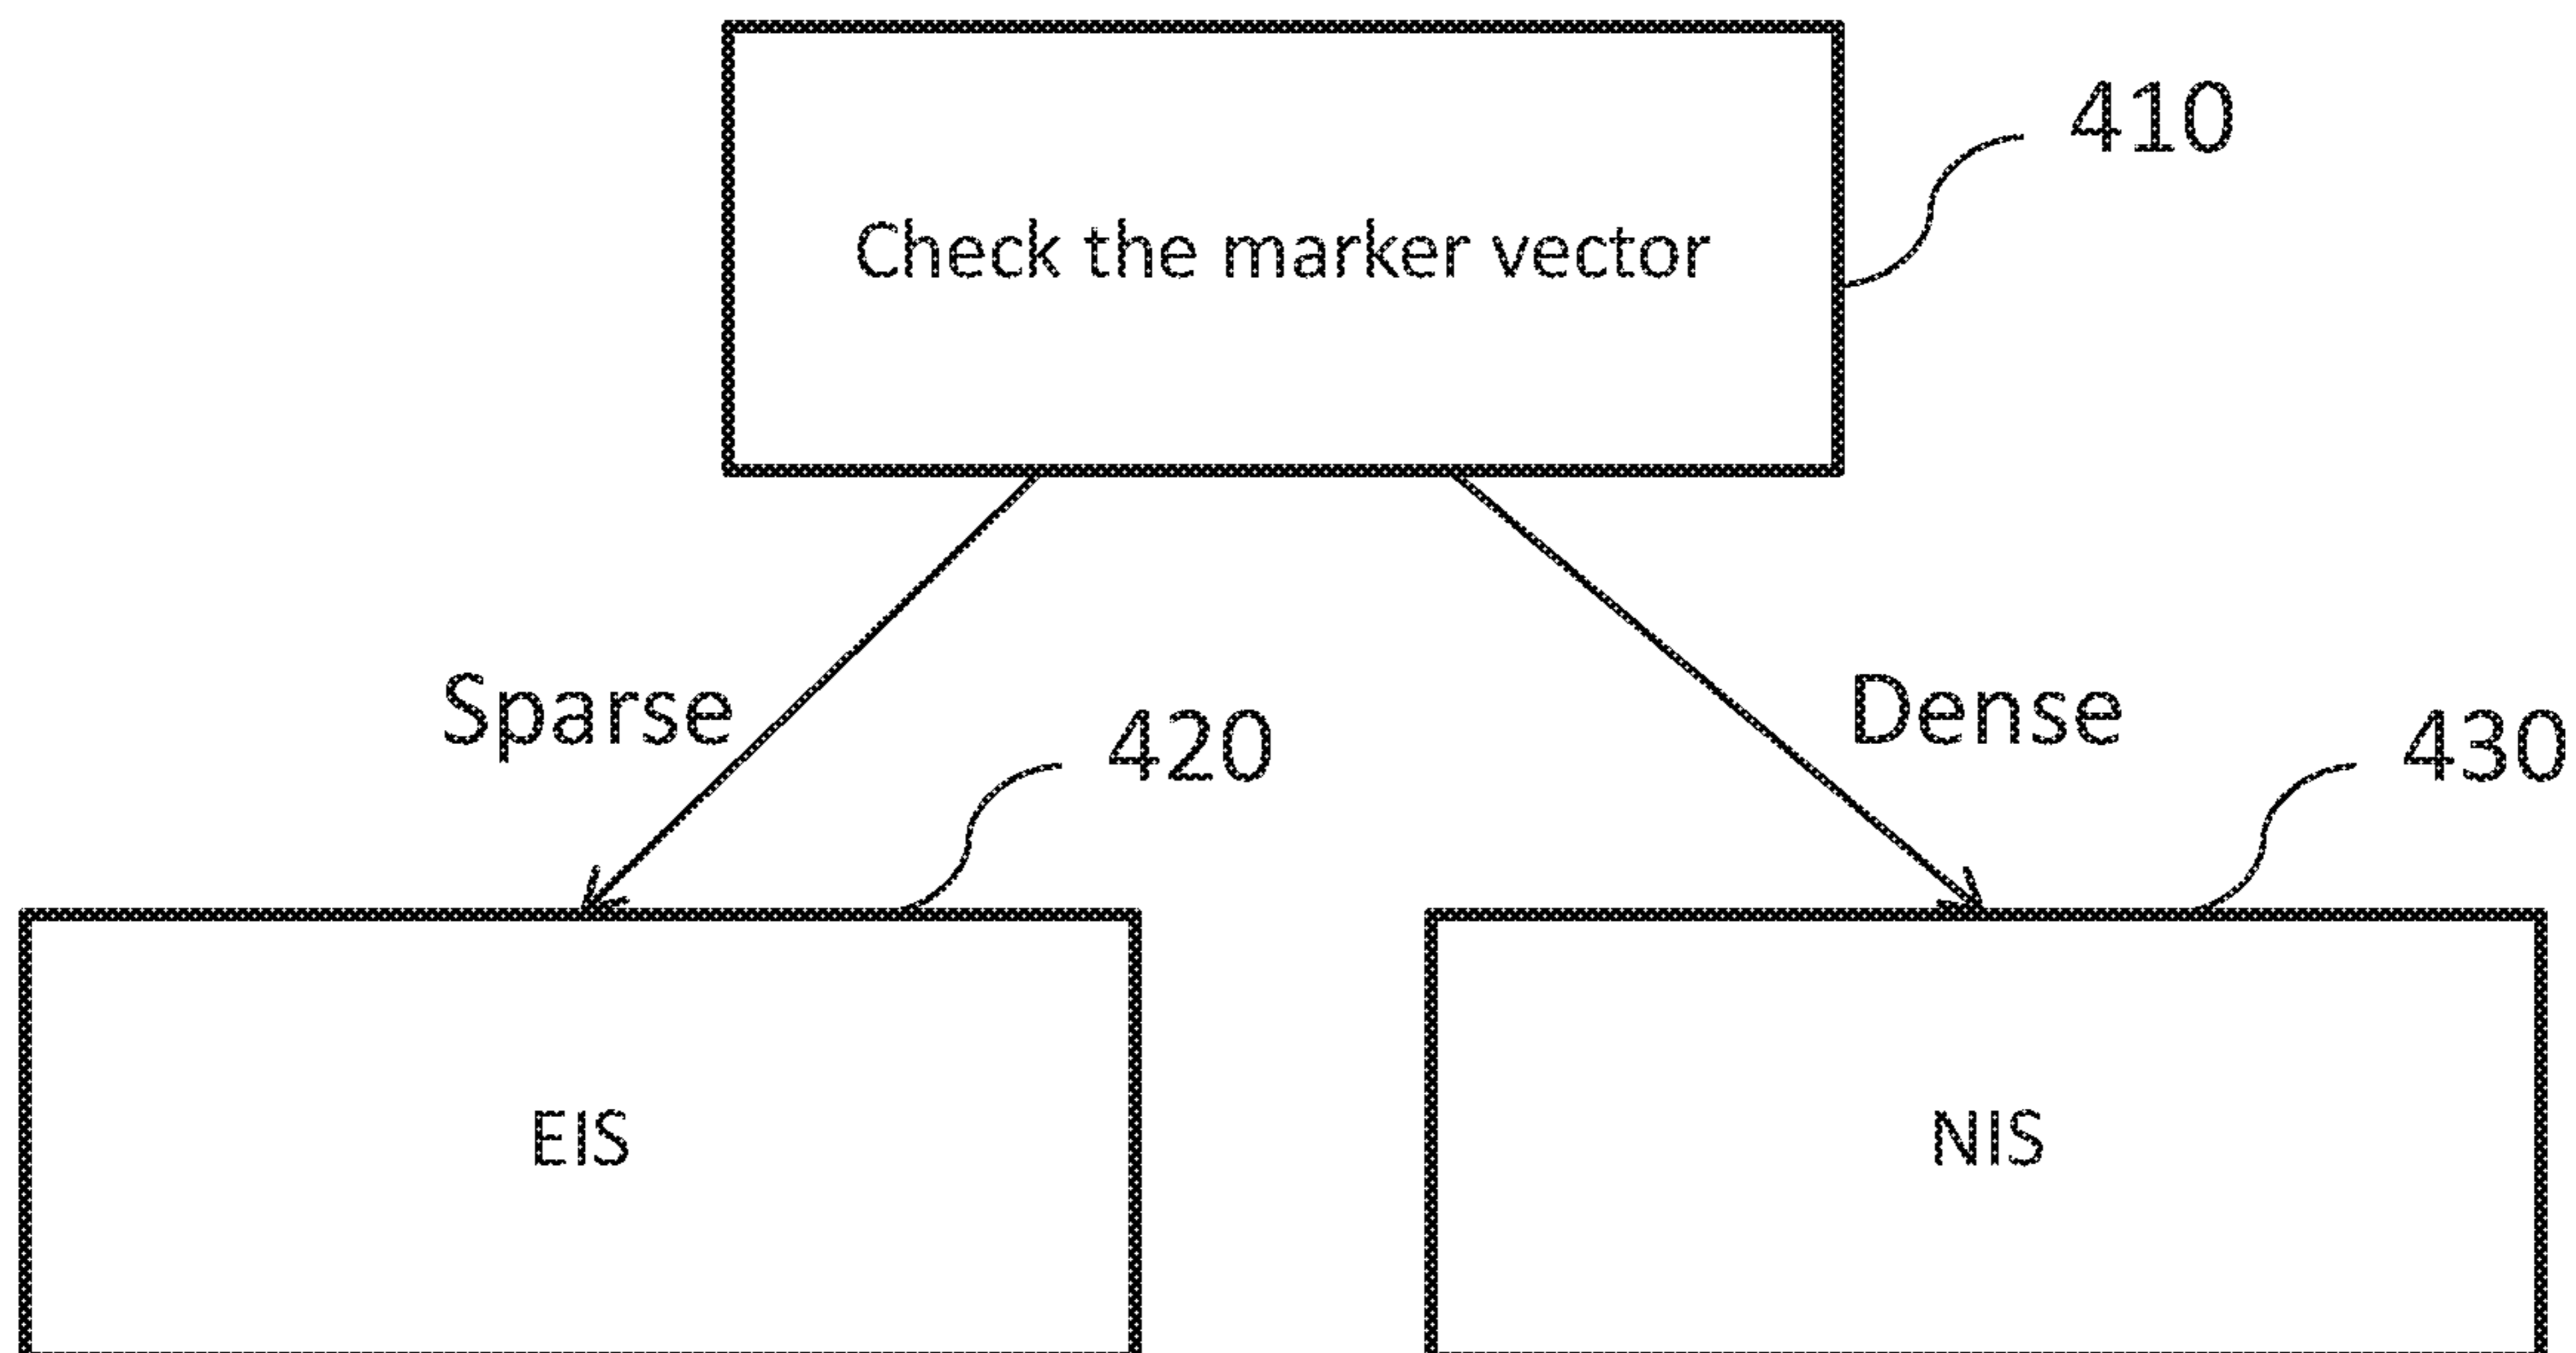 410
Check the marker vector
Sparse
Dense
420
430
EIS
NIS